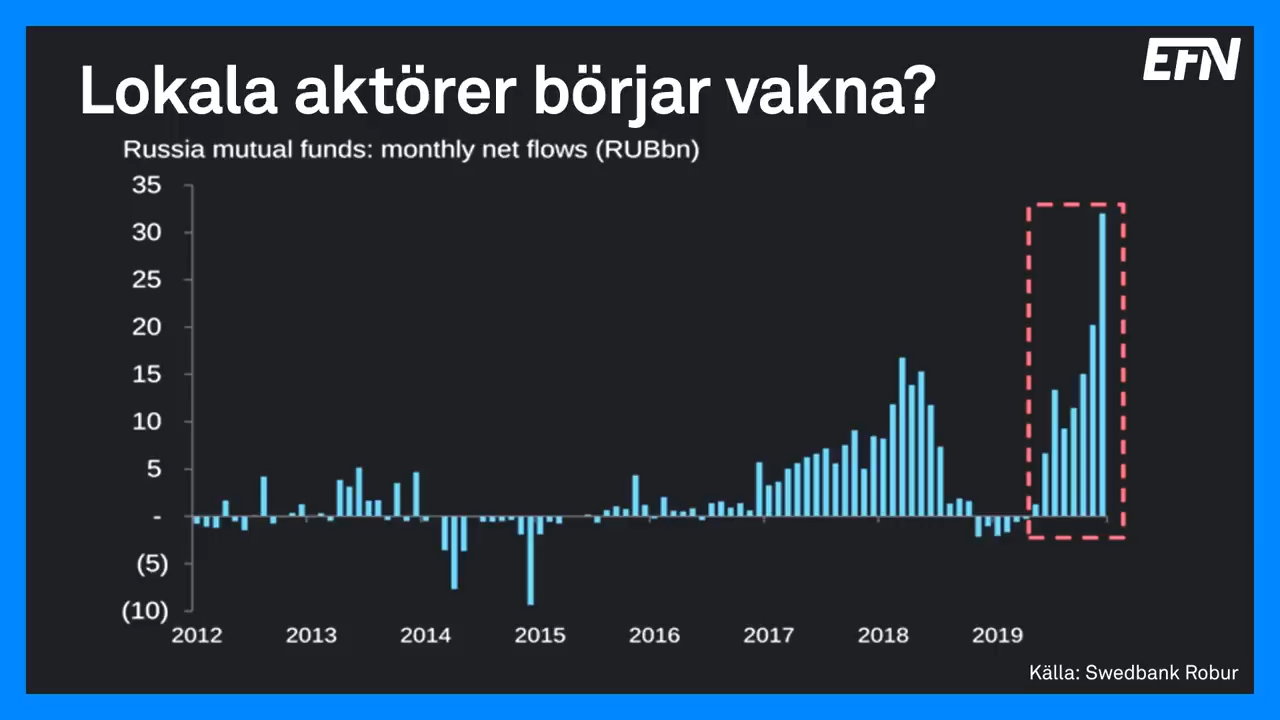 EFN
Lokala aktörer börjar vakna?
Russia mutual funds: monthly net flows (RUBbn)
35
30
25
20
15
10
5
-
(5)
(10)
2012 2013 2014 2015 2016 2017 2018 2019
Källa: Swedbank Robur